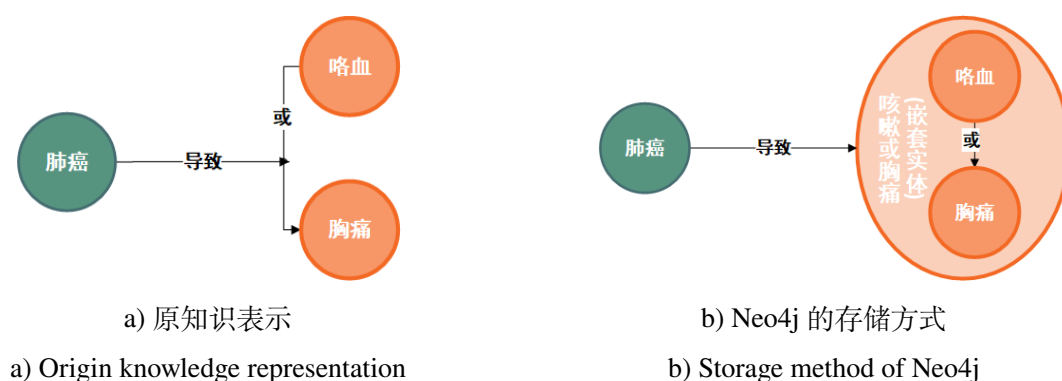 咯血
或
肺癌
导致
胸痛
a) 原知识表示
a) Origin knowledge representation
肺癌
导致
咳嗽或胸痛
(嵌套实体)
咯血
或
胸痛
b) Neo4j 的存储方式
b) Storage method of Neo4j